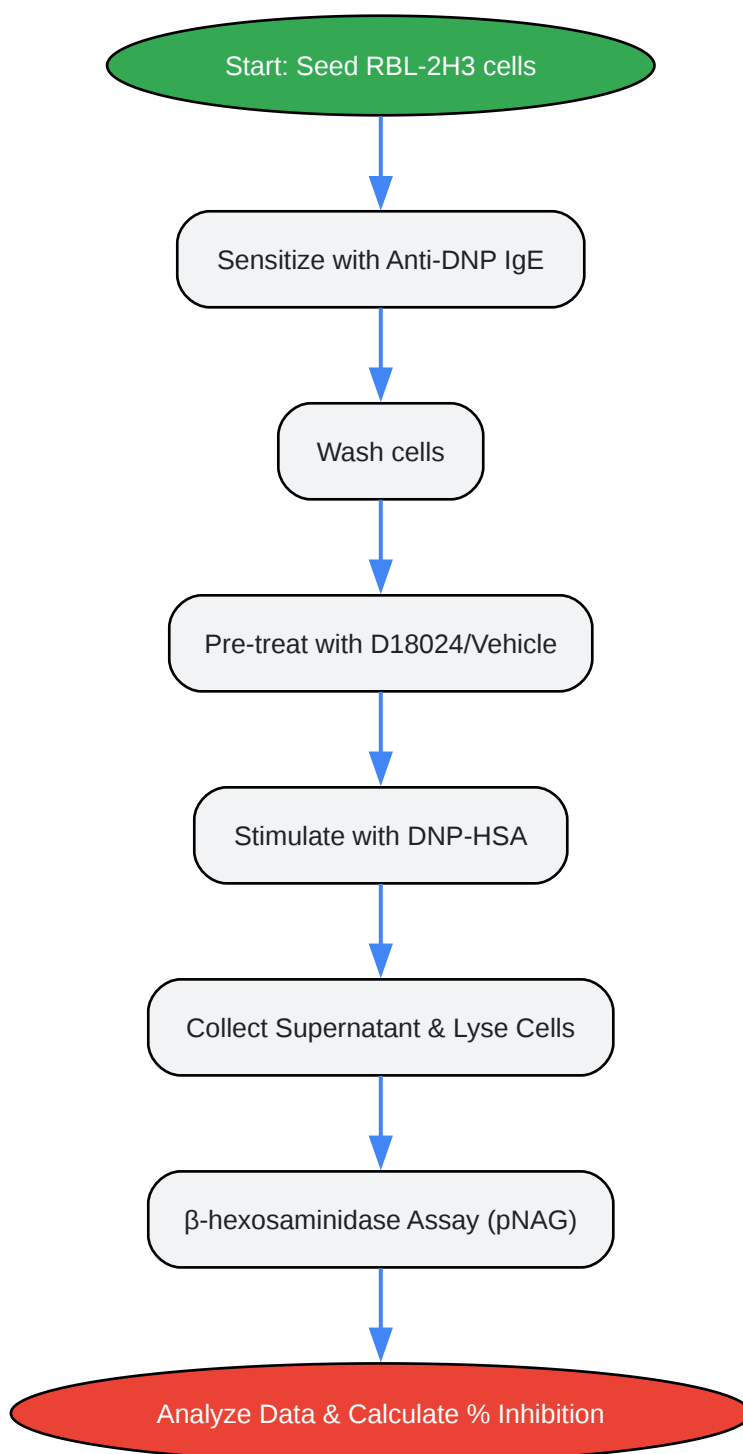 Start: Seed RBL-2H3 cells
Sensitize with Anti-DNP IgE
Wash cells
Pre-treat with D18024/Vehicle
Stimulate with DNP-HSA
Collect Supernatant & Lyse Cells
β-hexosaminidase Assay (pNAG)
Analyze Data & Calculate % Inhibition